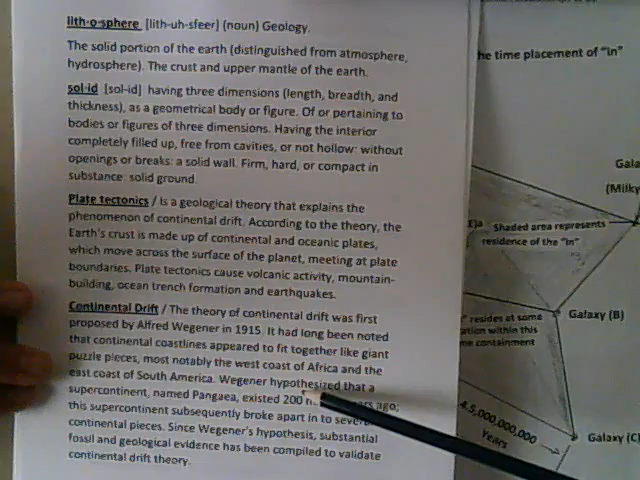 lith·o·sphere [lith-uh-sfeer] (noun) Geology.
The solid portion of the earth (distinguished from atmosphere,
hydrosphere). The crust and upper mantle of the earth.
sol·id [sol-id] having three dimensions (length, breadth, and
thickness), as a geometrical body or figure. Of or pertaining to
bodies or figures of three dimensions. Having the interior
completely filled up, free from cavities, or not hollow: without
openings or breaks: a solid wall. Firm, hard, or compact in
substance: solid ground.
Plate tectonics / Is a geological theory that explains the
phenomenon of continental drift. According to the theory, the
Earth's crust is made up of continental and oceanic plates,
which move across the surface of the planet, meeting at plate
boundaries. Plate tectonics cause volcanic activity, mountain-
building, ocean trench formation and earthquakes.
Continental Drift / The theory of continental drift was first
proposed by Alfred Wegener in 1915. It had long been noted
that continental coastlines appeared to fit together like giant
puzzle pieces, most notably the west coast of Africa and the
east coast of South America. Wegener hypothesized that a
supercontinent, named Pangaea, existed 200 ago;
this supercontinent subsequently broke apart in to
continental pieces. Since Wegener's hypothesis, substantial
fossil and geological evidence has been compiled to validate
continental drift theory.
he time placement of "in"
Gala
(Milky
Shaded area represents
residence of the "In"
Galaxy (B)
resides at some
ation within this
me containment
4.5,000,000,000
Years
Galaxy (C)